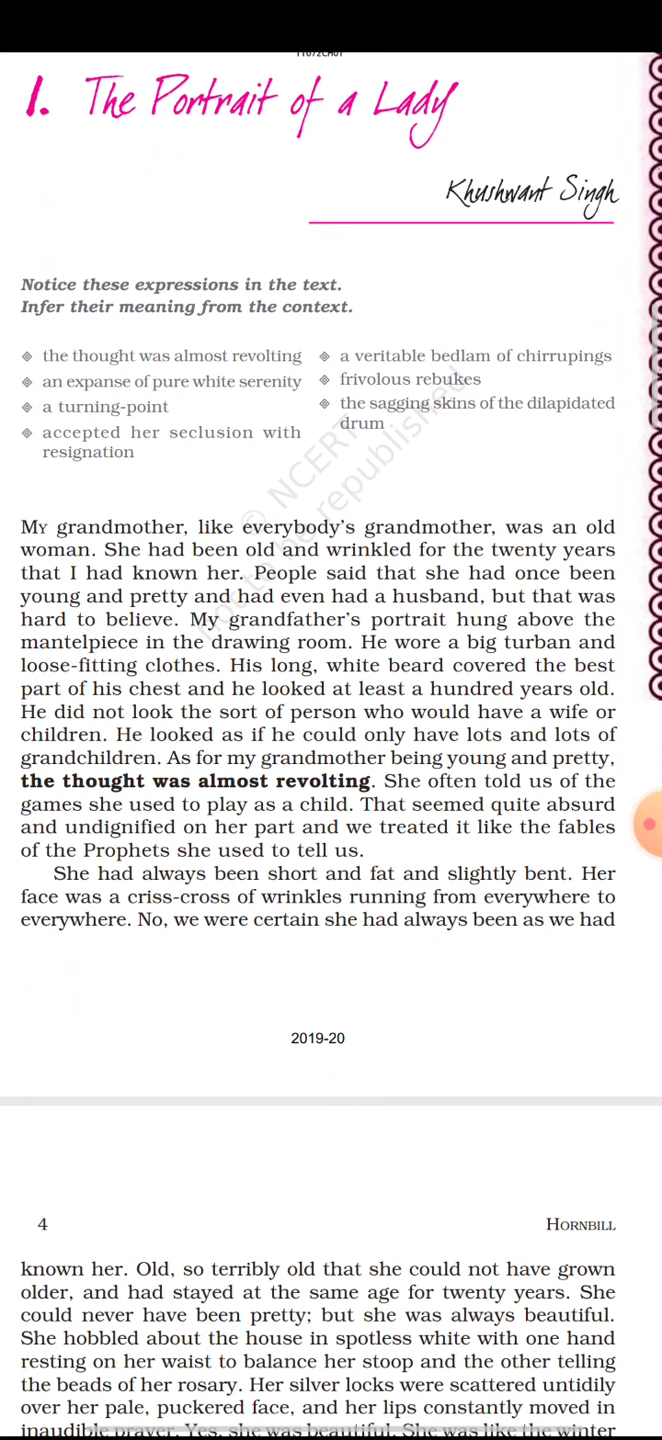 1. The Portrait of a Lady
Khushwant Singh
Notice these expressions in the text.
Infer their meaning from the context.
❖ the thought was almost revolting
❖ an expanse of pure white serenity
❖ a turning-point
❖ accepted her seclusion with
resignation
❖ a veritable bedlam of chirrupings
❖ frivolous rebukes
❖ the sagging skins of the dilapidated
drum
© NCERT
not to be republished
MY grandmother, like everybody's grandmother, was an old
woman. She had been old and wrinkled for the twenty years
that I had known her. People said that she had once been
young and pretty and had even had a husband, but that was
hard to believe. My grandfather's portrait hung above the
mantelpiece in the drawing room. He wore a big turban and
loose-fitting clothes. His long, white beard covered the best
part of his chest and he looked at least a hundred years old.
He did not look the sort of person who would have a wife or
children. He looked as if he could only have lots and lots of
grandchildren. As for my grandmother being young and pretty,
the thought was almost revolting. She often told us of the
games she used to play as a child. That seemed quite absurd
and undignified on her part and we treated it like the fables
of the Prophets she used to tell us.
She had always been short and fat and slightly bent. Her
face was a criss-cross of wrinkles running from everywhere to
everywhere. No, we were certain she had always been as we had
2019-20
4
HORNBILL
known her. Old, so terribly old that she could not have grown
older, and had stayed at the same age for twenty years. She
could never have been pretty; but she was always beautiful.
She hobbled about the house in spotless white with one hand
resting on her waist to balance her stoop and the other telling
the beads of her rosary. Her silver locks were scattered untidily
over her pale, puckered face, and her lips constantly moved in
inaudible prayer. Yes, she was beautiful. She was like the winter